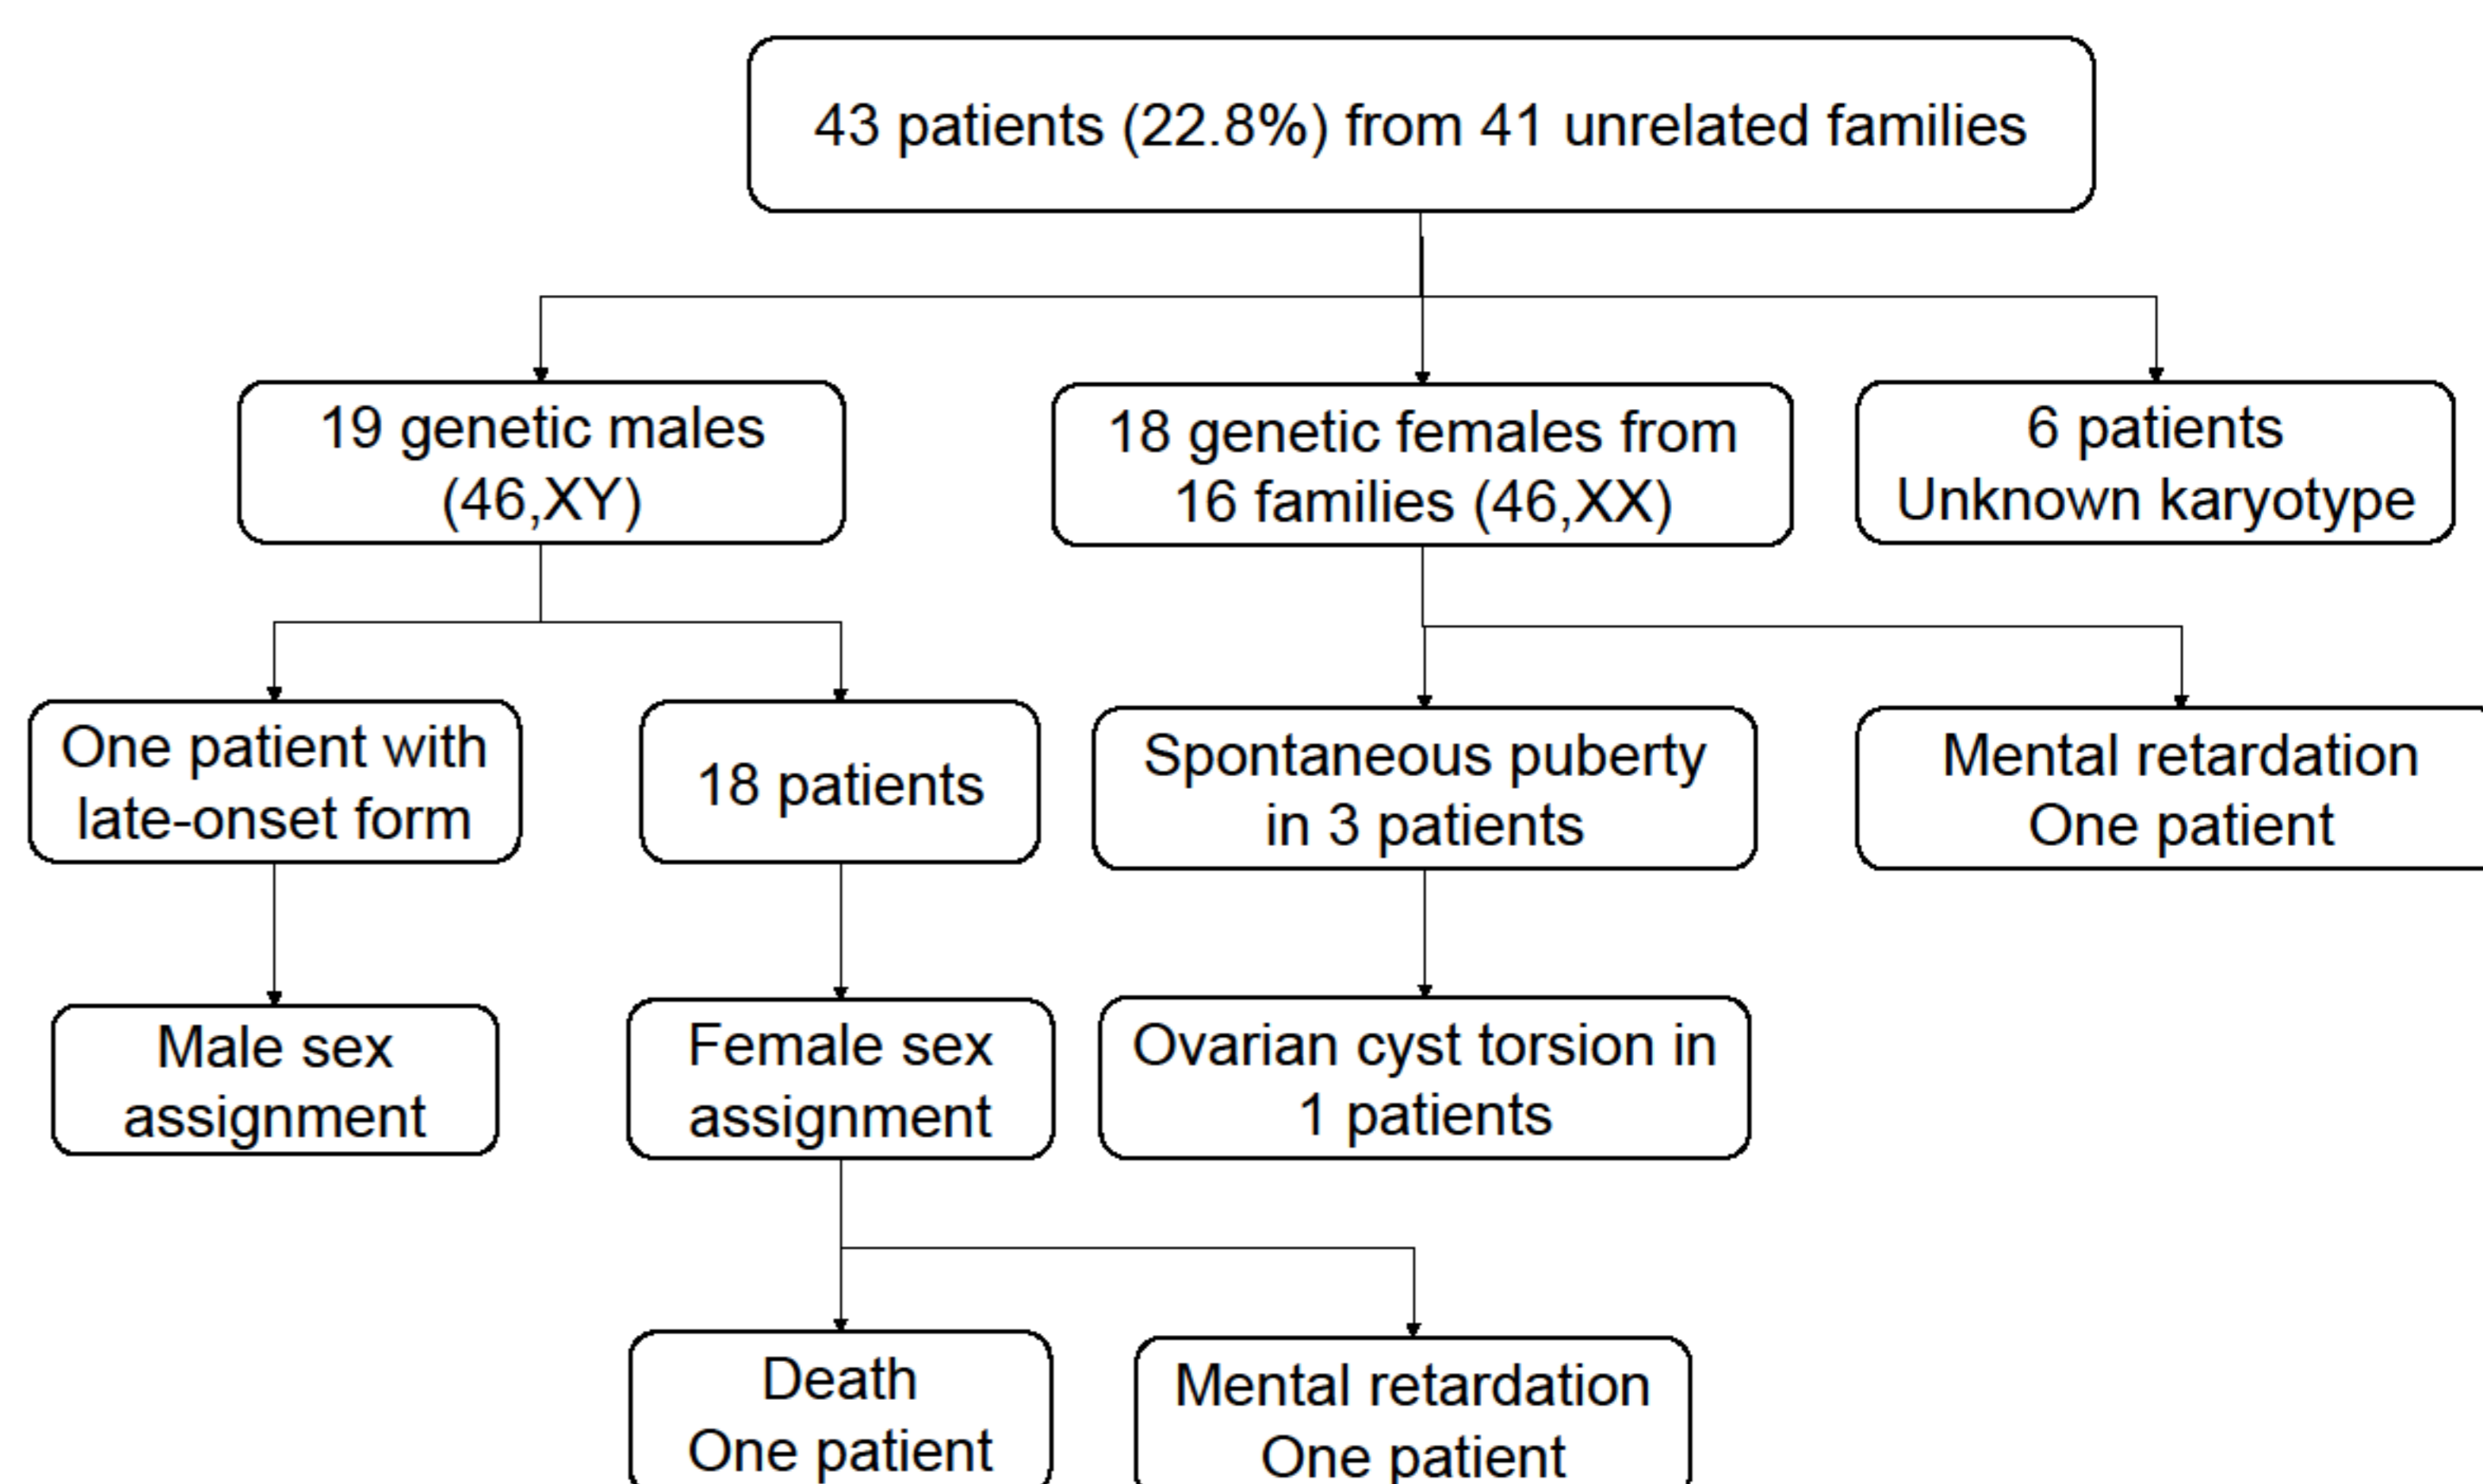 43 patients (22.8%) from 41 unrelated families
19 genetic males
(46,XY)
18 genetic females from
16 families (46,XX)
6 patients
Unknown karyotype
One patient with
late-onset form
18 patients
Spontaneous puberty
in 3 patients
Mental retardation
One patient
Male sex
assignment
Female sex
assignment
Ovarian cyst torsion in
1 patients
Death
One patient
Mental retardation
One patient